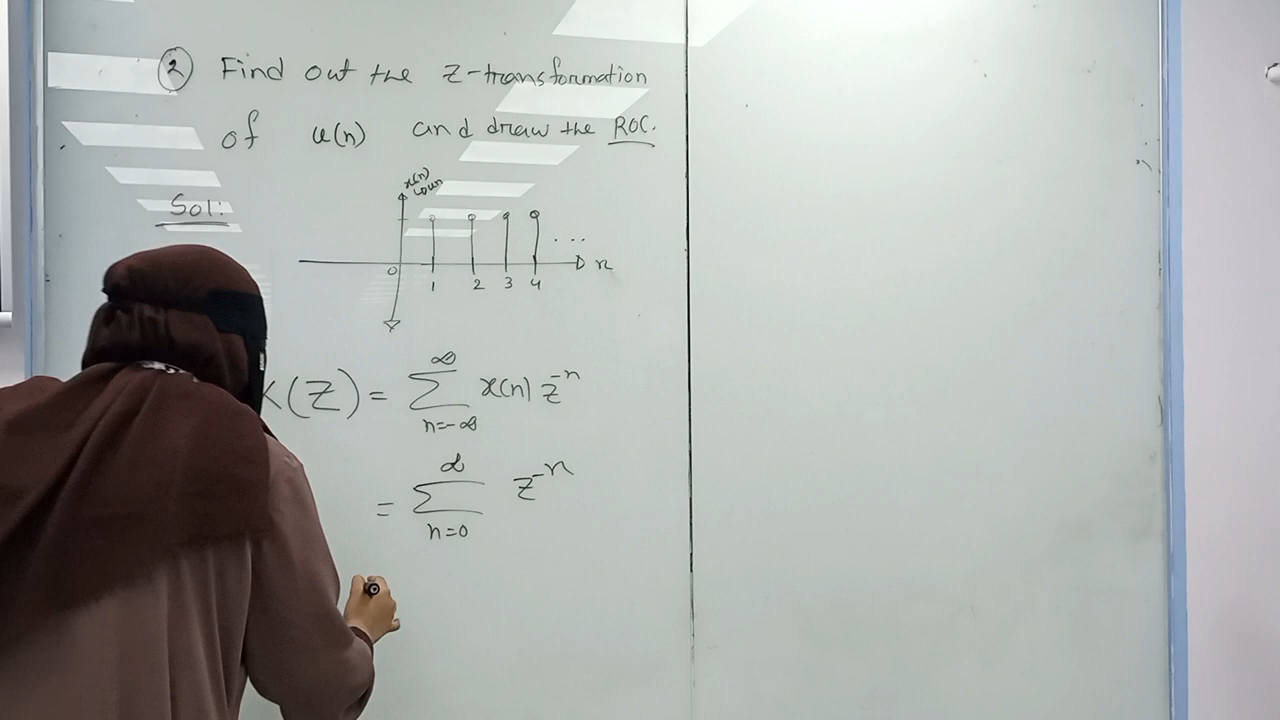 ② Find out the Z-transformation
of u(n) and draw the ROC.
Sol:
x(n)
0 1 2 3 4 ... n
X(Z) = ∑_{n=-∞}^{∞} x(n) z^{-n}
= ∑_{n=0}^{∞} z^{-n}